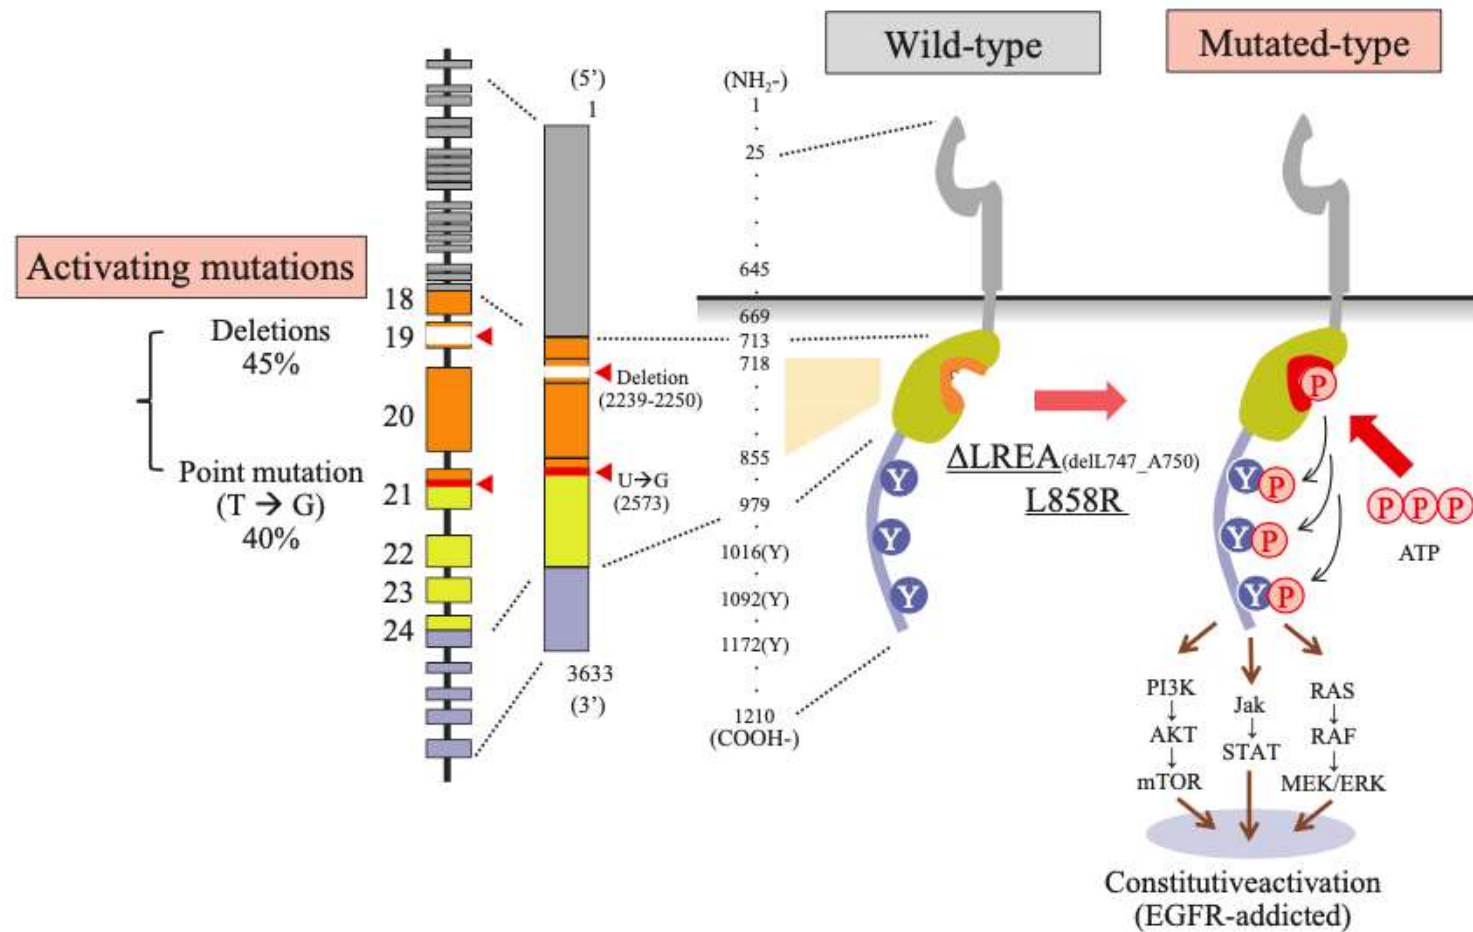 Wild-type
Mutated-type
Activating mutations
Deletions
45%
Point mutation
(T → G)
40%
18
19
20
21
22
23
24
(5’)
1
Deletion
(2239-2250)
U→G
(2573)
3633
(3’)
(NH₂-)
1
25
645
669
713
718
855
979
1016(Y)
1092(Y)
1172(Y)
1210
(COOH-)
Y
Y
Y
ΔLREA(delL747_A750)
L858R
P
Y P
Y P
Y P
P P P
ATP
PI3K
↓
AKT
↓
mTOR
Jak
↓
STAT
RAS
↓
RAF
↓
MEK/ERK
Constitutiveactivation
(EGFR-addicted)